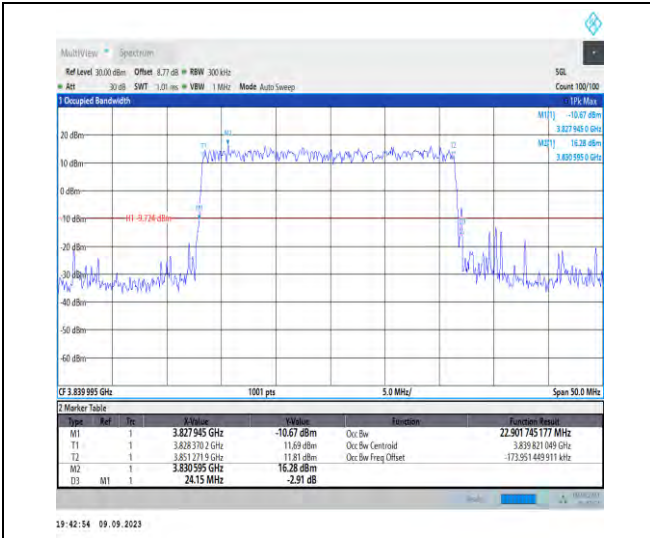 MultiView Spectrum
Ref Level 30.00 dBm Offset 8.77 dB RBW 300 kHz SGL
Att 30 dB SWT 1.01 ms VBW 1 MHz Mode Auto Sweep Count 100/100
1 Occupied Bandwidth 1Pk Max
M1[1] -10.67 dBm
3.827 945 0 GHz
20 dBm M2[1] 16.28 dBm
3.830 595 0 GHz
T1 T2
10 dBm
0 dBm
-10 dBm H1 -9.724 dBm
-20 dBm
-30 dBm
-40 dBm
-50 dBm
-60 dBm
CF 3.839 995 GHz 1001 pts 5.0 MHz/ Span 50.0 MHz
2 Marker Table
Type Ref Trc X-Value Y-Value Function Function Result
M1 1 3.827 945 GHz -10.67 dBm Occ Bw 22.901 745 177 MHz
T1 1 3.828 370 2 GHz 11.69 dBm Occ Bw Centroid 3.839 821 049 GHz
T2 1 3.851 271 9 GHz 11.81 dBm Occ Bw Freq Offset -173.951 449 911 kHz
M2 1 3.830 595 GHz 16.28 dBm
D3 M1 1 24.15 MHz -2.91 dB
19:42:54 09.09.2023